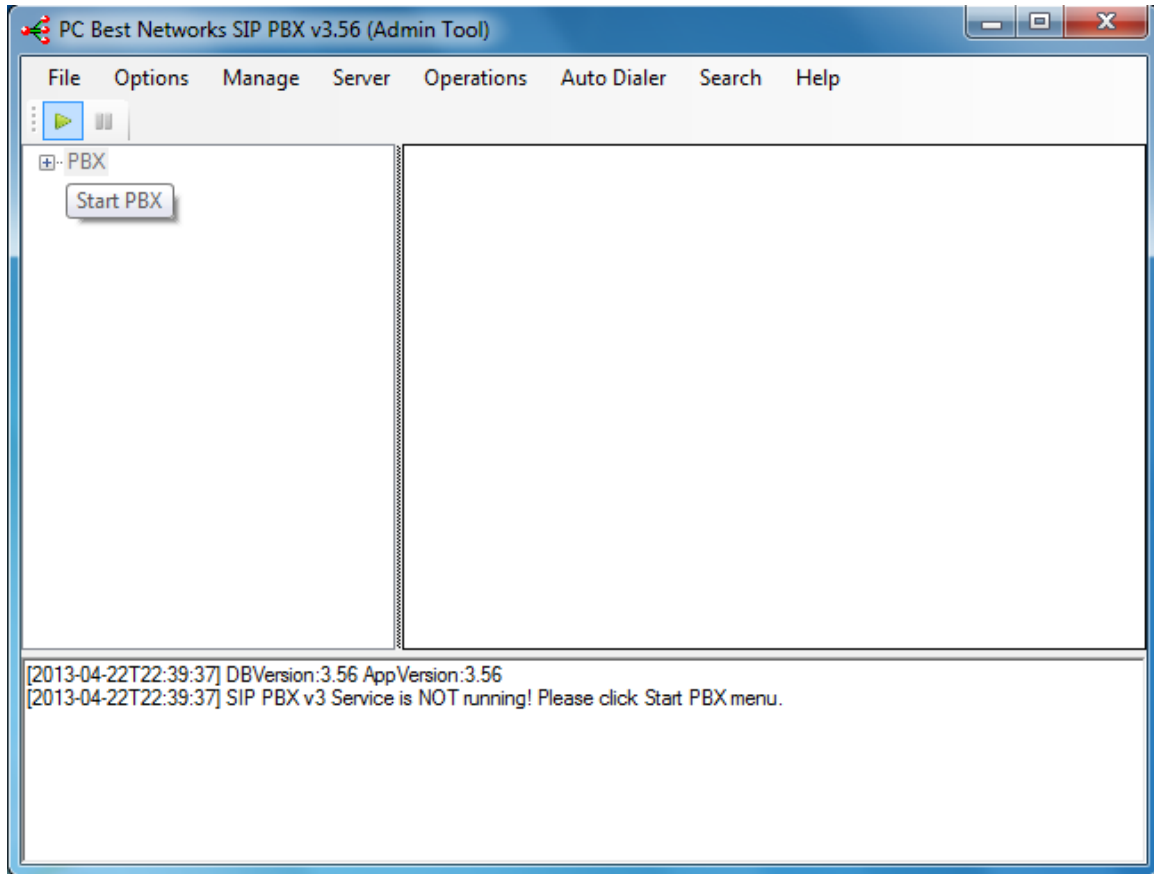 PC Best Networks SIP PBX v3.56 (Admin Tool)
File Options Manage Server Operations Auto Dialer Search Help
PBX
Start PBX
[2013-04-22T22:39:37] DBVersion:3.56 AppVersion:3.56
[2013-04-22T22:39:37] SIP PBX v3 Service is NOT running! Please click Start PBX menu.